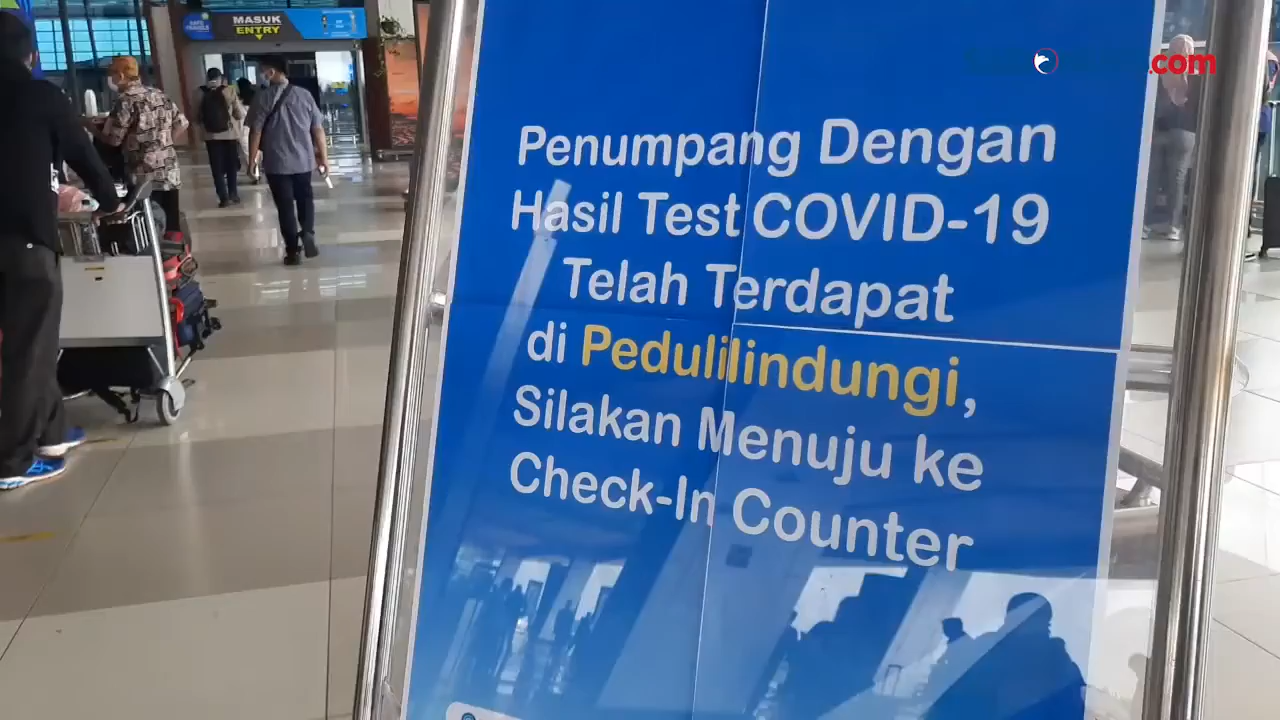 MASUK
ENTRY
.com
Penumpang Dengan
Hasil Test COVID-19
Telah Terdapat
di Pedulilindungi,
Silakan Menuju ke
Check-In Counter